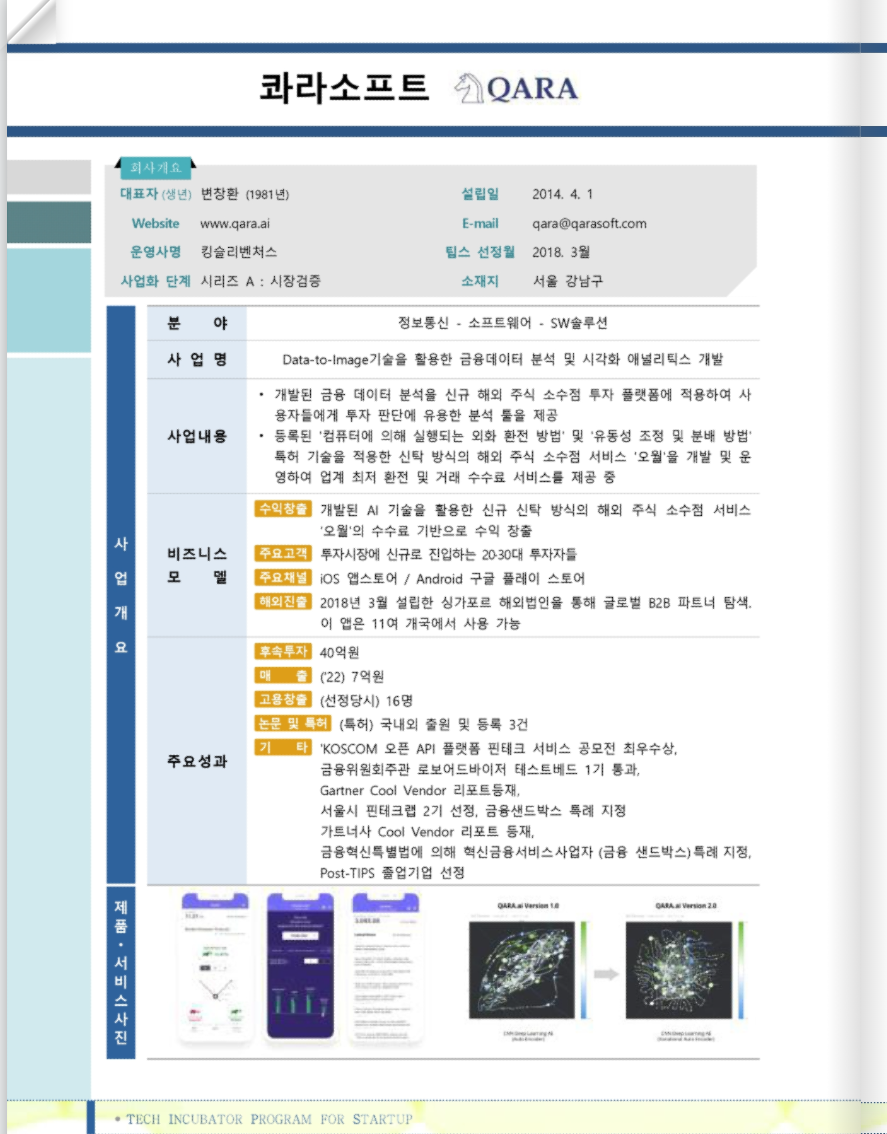 콰라소프트 QARA
회사개요
대표자 (생년) 변창환 (1981년) 설립일 2014. 4. 1
Website www.qara.ai E-mail qara@qarasoft.com
운영사명 킹슬리벤처스 팁스 선정월 2018. 3월
사업화 단계 시리즈 A : 시장검증 소재지 서울 강남구
사업개요
분 야 정보통신 - 소프트웨어 - SW솔루션
사 업 명 Data-to-Image기술을 활용한 금융데이터 분석 및 시각화 애널리틱스 개발
사업내용
• 개발된 금융 데이터 분석을 신규 해외 주식 소수점 투자 플랫폼에 적용하여 사
용자들에게 투자 판단에 유용한 분석 툴을 제공
• 등록된 '컴퓨터에 의해 실행되는 외화 환전 방법' 및 '유동성 조정 및 분배 방법'
특허 기술을 적용한 신탁 방식의 해외 주식 소수점 서비스 '오월'을 개발 및 운
영하여 업계 최저 환전 및 거래 수수료 서비스를 제공 중
비즈니스
모 델
수익창출 개발된 AI 기술을 활용한 신규 신탁 방식의 해외 주식 소수점 서비스
'오월'의 수수료 기반으로 수익 창출
주요고객 투자시장에 신규로 진입하는 20-30대 투자자들
주요채널 iOS 앱스토어 / Android 구글 플레이 스토어
해외진출 2018년 3월 설립한 싱가포르 해외법인을 통해 글로벌 B2B 파트너 탐색.
이 앱은 11여 개국에서 사용 가능
주요성과
후속투자 40억원
매 출 ('22) 7억원
고용창출 (선정당시) 16명
논문 및 특허 (특허) 국내외 출원 및 등록 3건
기 타 'KOSCOM 오픈 API 플랫폼 핀테크 서비스 공모전 최우수상,
금융위원회주관 로보어드바이저 테스트베드 1기 통과,
Gartner Cool Vendor 리포트등재,
서울시 핀테크랩 2기 선정, 금융샌드박스 특례 지정
가트너사 Cool Vendor 리포트 등재,
금융혁신특별법에 의해 혁신금융서비스사업자 (금융 샌드박스) 특례 지정,
Post-TIPS 졸업기업 선정
제품·서비스사진
QARA.ai Version 1.0 QARA.ai Version 2.0
• TECH INCUBATOR PROGRAM FOR STARTUP